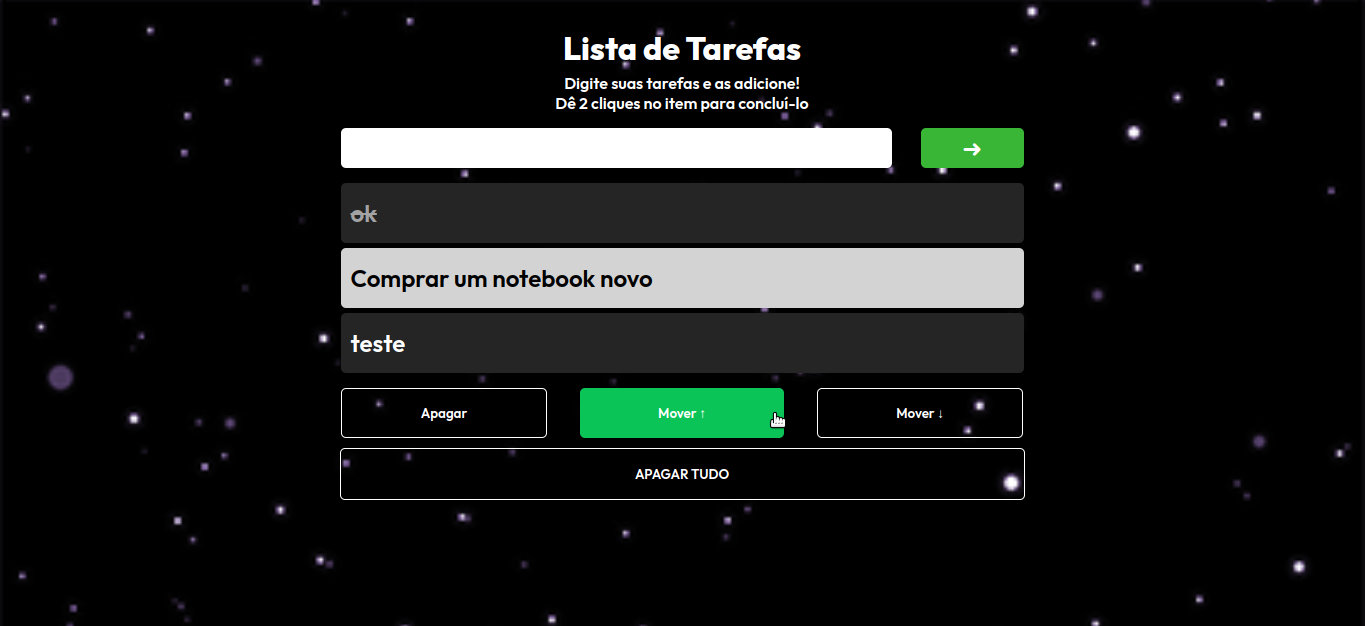 Lista de Tarefas
Digite suas tarefas e as adicione!
Dê 2 cliques no item para concluí-lo
➜
ok
Comprar um notebook novo
teste
Apagar
Mover ↑
Mover ↓
APAGAR TUDO